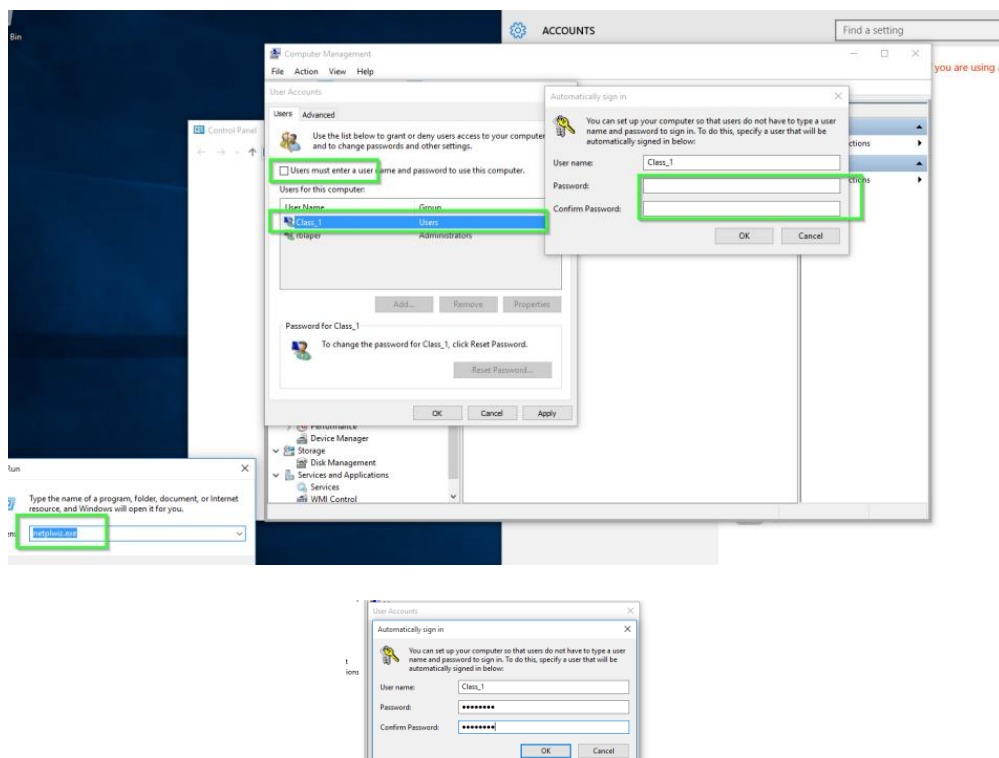 Bin
ACCOUNTS
Find a setting
Computer Management
File Action View Help
you are using
User Accounts
Automatically sign in
Users Advanced
Use the list below to grant or deny users access to your computer
and to change passwords and other settings.
You can set up your computer so that users do not have to type a user
name and password to sign in. To do this, specify a user that will be
automatically signed in below:
Control Panel
Users must enter a user name and password to use this computer.
User name: Class_1
Password:
Confirm Password:
Users for this computer:
User Name Group
Class_1 Users
rblaper Administrators
OK Cancel
ctions
ctions
Add... Remove Properties
Password for Class_1
To change the password for Class_1, click Reset Password.
Reset Password...
OK Cancel Apply
Performance
Device Manager
Storage
Disk Management
Services and Applications
Services
WMI Control
Run
Type the name of a program, folder, document, or Internet
resource, and Windows will open it for you.
netplwiz.exe
User Accounts
Automatically sign in
You can set up your computer so that users do not have to type a user
name and password to sign in. To do this, specify a user that will be
automatically signed in below:
t
ions
User name: Class_1
Password: ••••••••
Confirm Password: ••••••••
OK Cancel